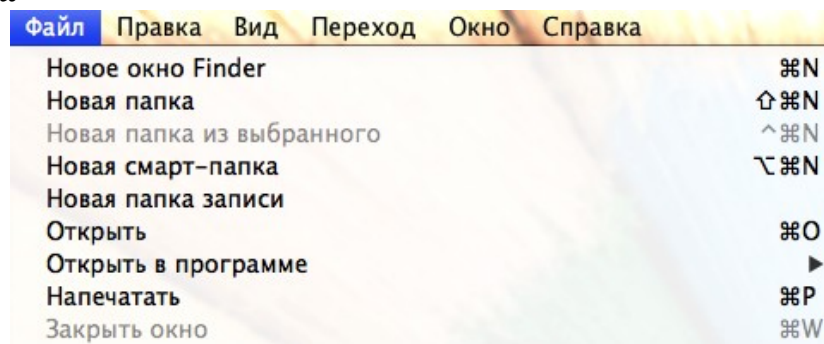 Файл Правка Вид Переход Окно Справка
Новое окно Finder ⌘N
Новая папка ⇧⌘N
Новая папка из выбранного ^⌘N
Новая смарт-папка ⌥⌘N
Новая папка записи
Открыть ⌘O
Открыть в программе ▶
Напечатать ⌘P
Закрыть окно ⌘W